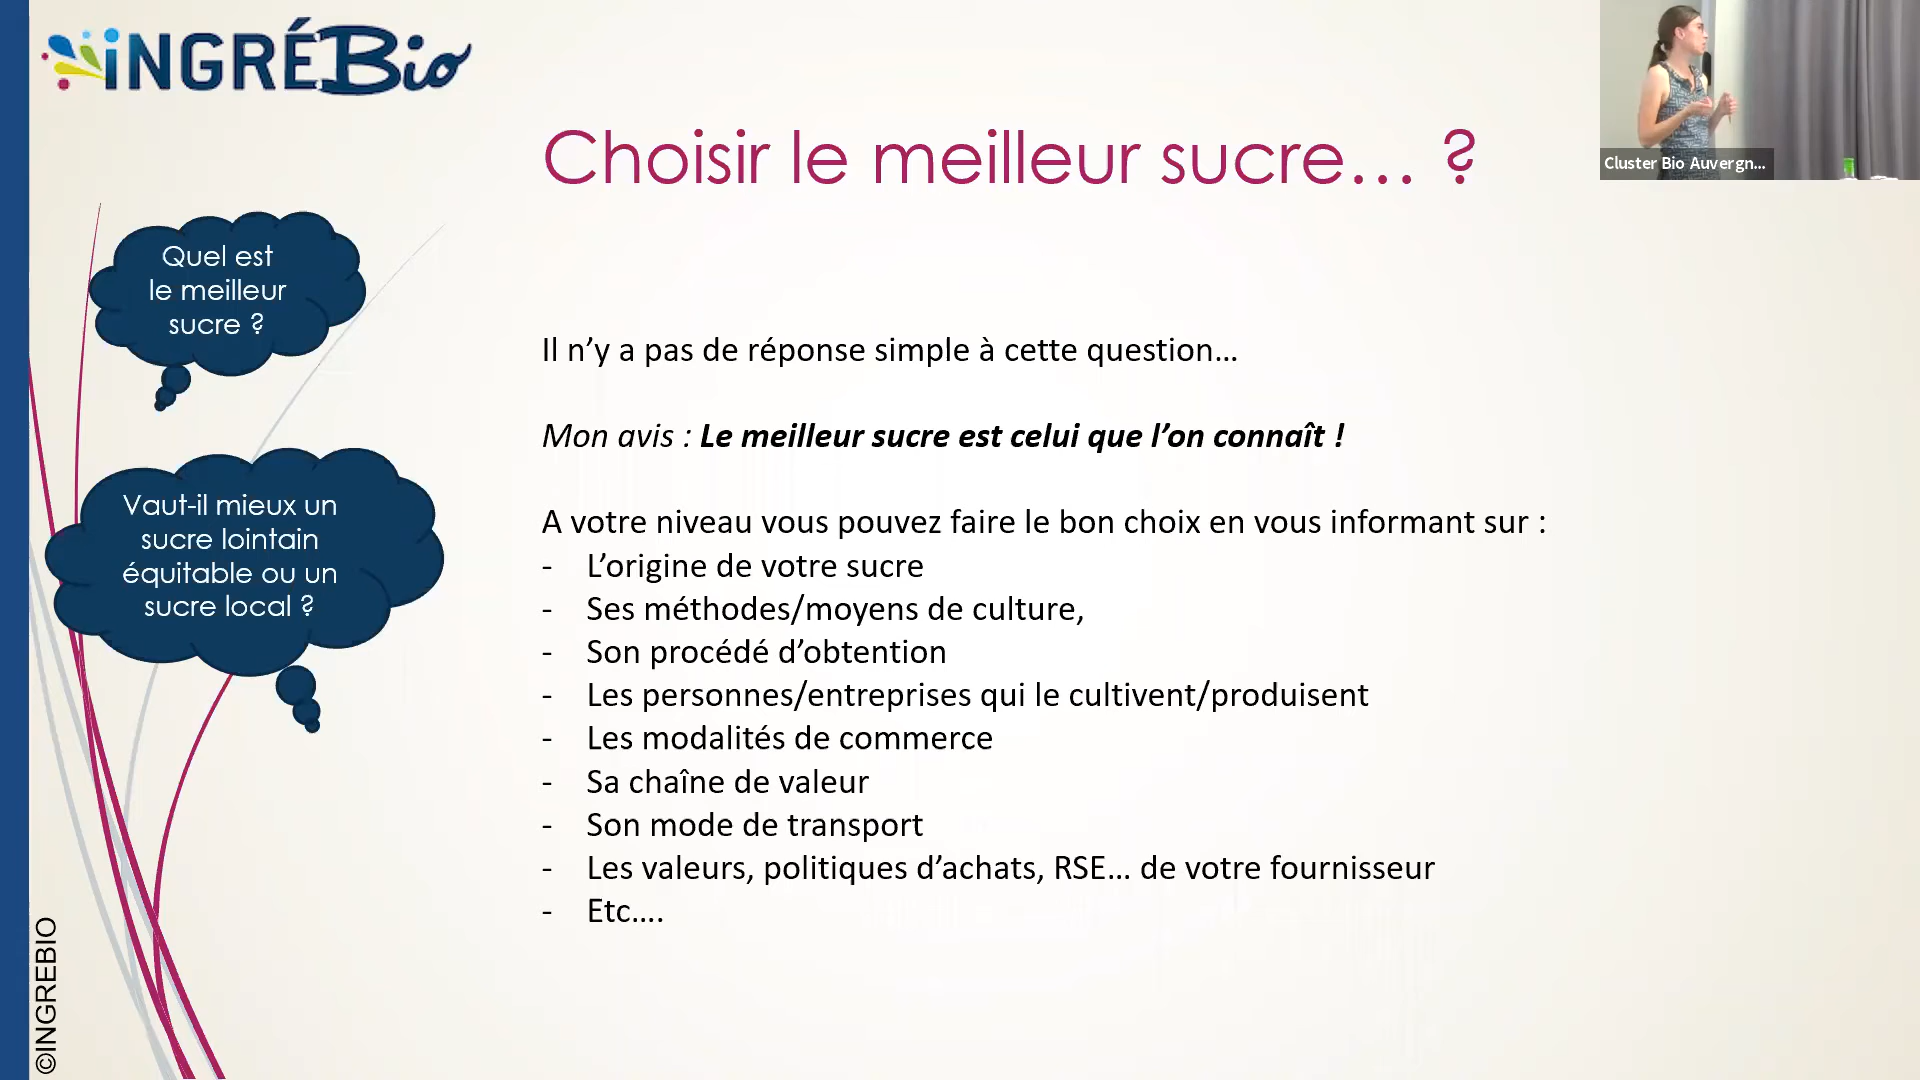 iNGRÉBio
Cluster Bio Auvergn...
Choisir le meilleur sucre… ?
Quel est
le meilleur
sucre ?
Vaut-il mieux un
sucre lointain
équitable ou un
sucre local ?
Il n’y a pas de réponse simple à cette question…
Mon avis : Le meilleur sucre est celui que l’on connaît !
A votre niveau vous pouvez faire le bon choix en vous informant sur :
- L’origine de votre sucre
- Ses méthodes/moyens de culture,
- Son procédé d’obtention
- Les personnes/entreprises qui le cultivent/produisent
- Les modalités de commerce
- Sa chaîne de valeur
- Son mode de transport
- Les valeurs, politiques d’achats, RSE… de votre fournisseur
- Etc….
©INGREBIO